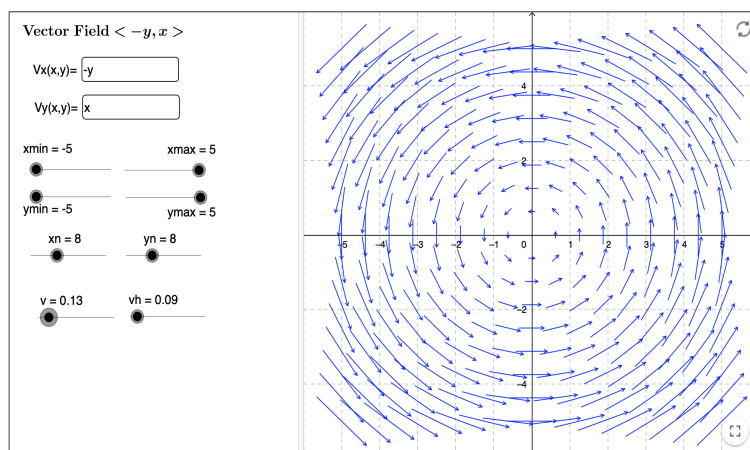 Vector Field < −y, x >
Vx(x,y)= -y
Vy(x,y)= x
xmin = -5 xmax = 5
ymin = -5 ymax = 5
xn = 8 yn = 8
v = 0.13 vh = 0.09
4
2
-5 -4 -3 -2 -1 0 1 2 3 4 5
-2
-4